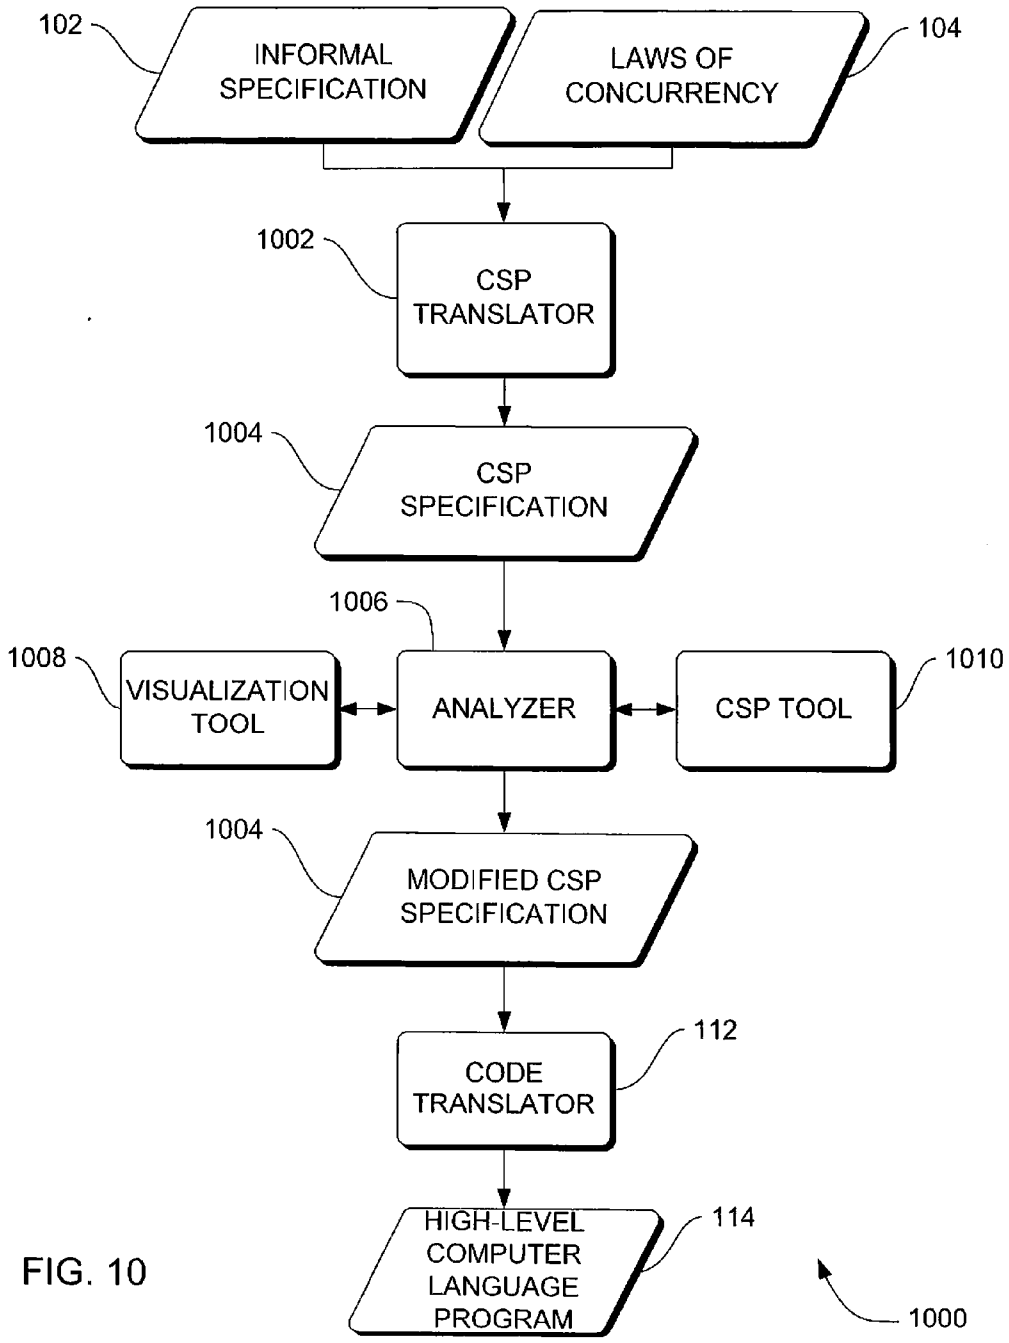 102
INFORMAL
SPECIFICATION
LAWS OF
CONCURRENCY
104
1002
CSP
TRANSLATOR
1004
CSP
SPECIFICATION
1006
1008
VISUALIZATION
TOOL
ANALYZER
CSP TOOL
1010
1004
MODIFIED CSP
SPECIFICATION
112
CODE
TRANSLATOR
114
HIGH-LEVEL
COMPUTER
LANGUAGE
PROGRAM
FIG. 10
1000